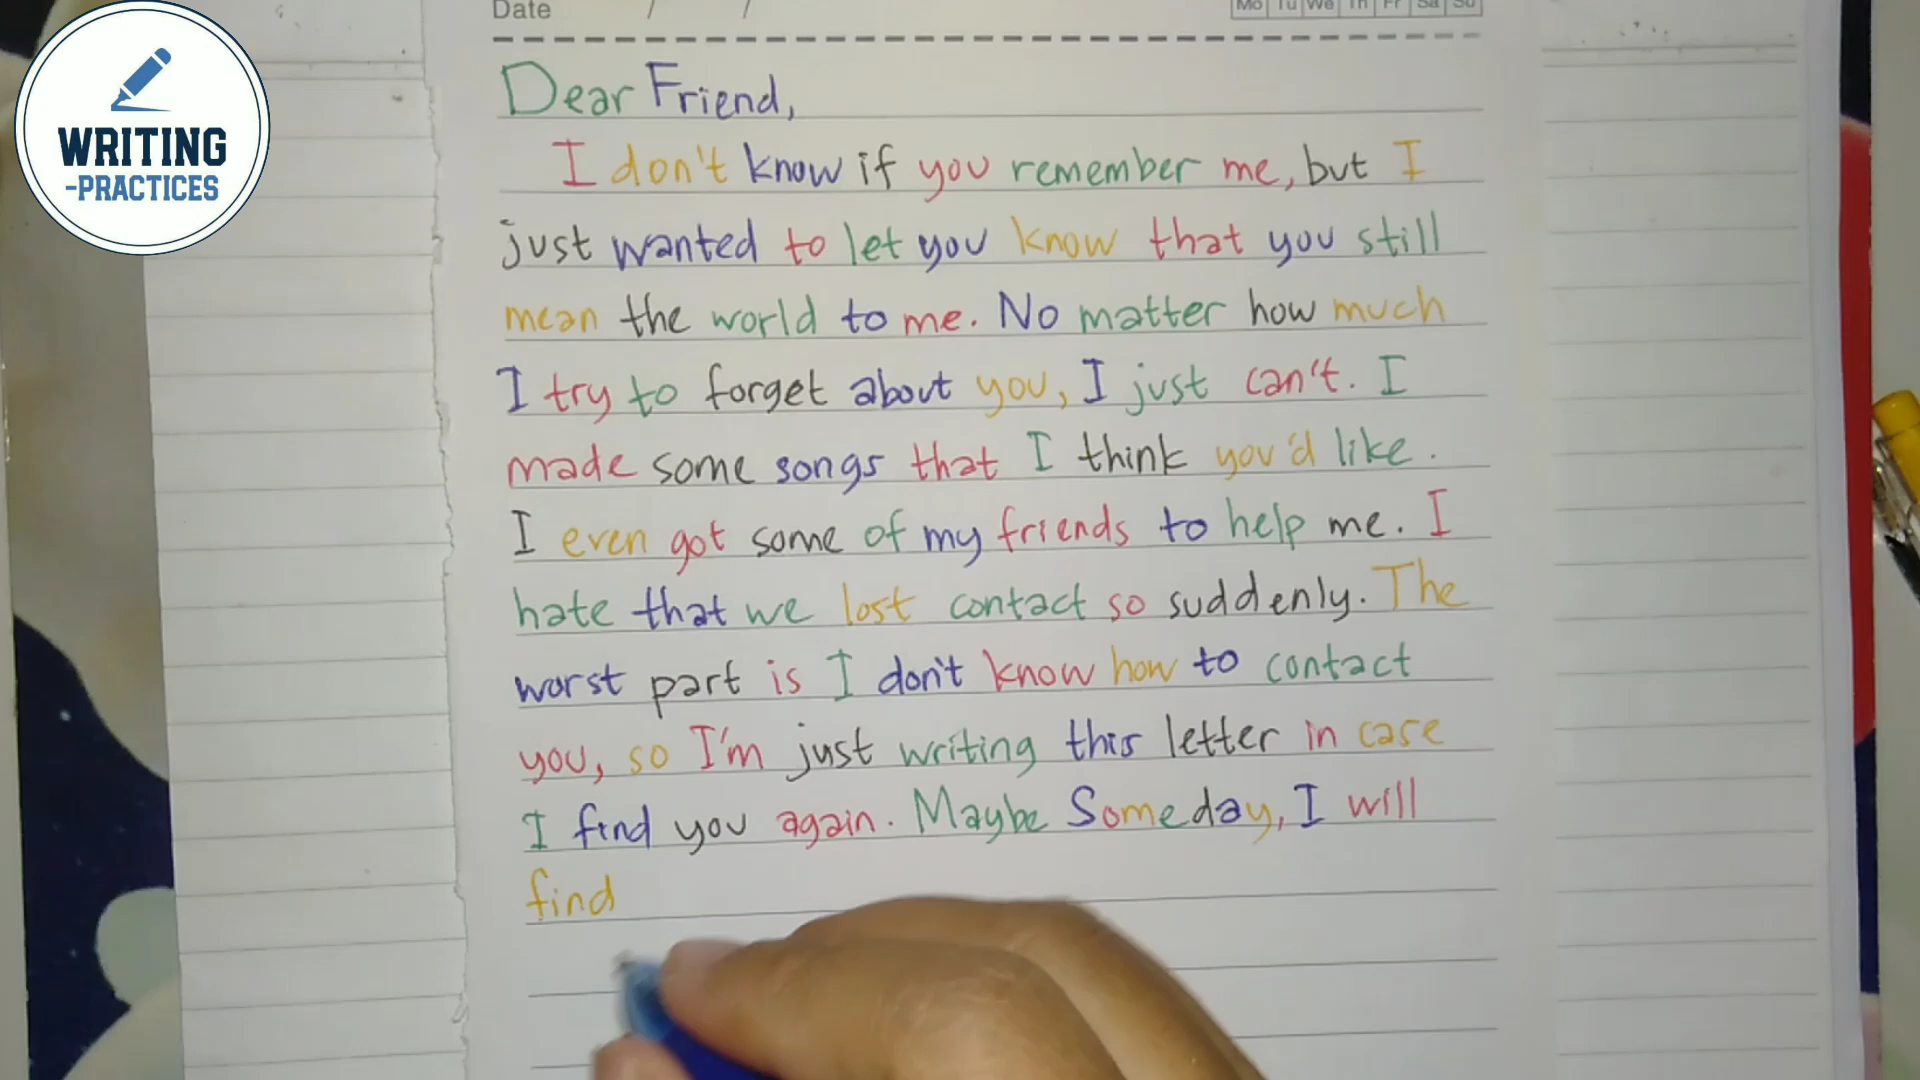 Date / /
Mo Tu We Th Fr Sa Su
WRITING
-PRACTICES
Dear Friend,
I don't know if you remember me, but I
just wanted to let you know that you still
mean the world to me. No matter how much
I try to forget about you, I just can't. I
made some songs that I think you'd like.
I even got some of my friends to help me. I
hate that we lost contact so suddenly. The
worst part is I don't know how to contact
you, so I'm just writing this letter in case
I find you again. Maybe Someday, I will
find